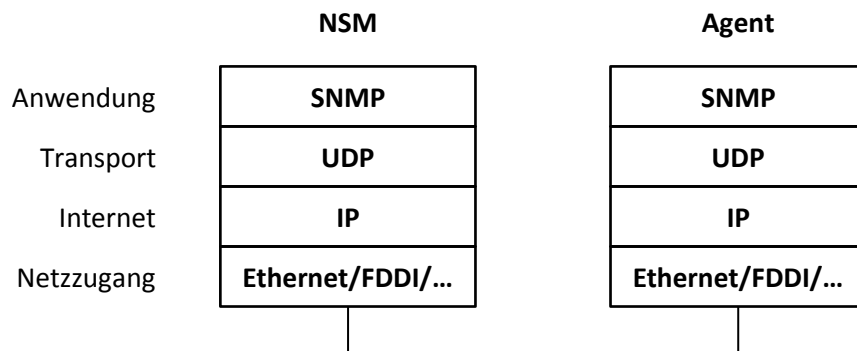 NSM Agent
Anwendung SNMP SNMP
Transport UDP UDP
Internet IP IP
Netzzugang Ethernet/FDDI/… Ethernet/FDDI/…